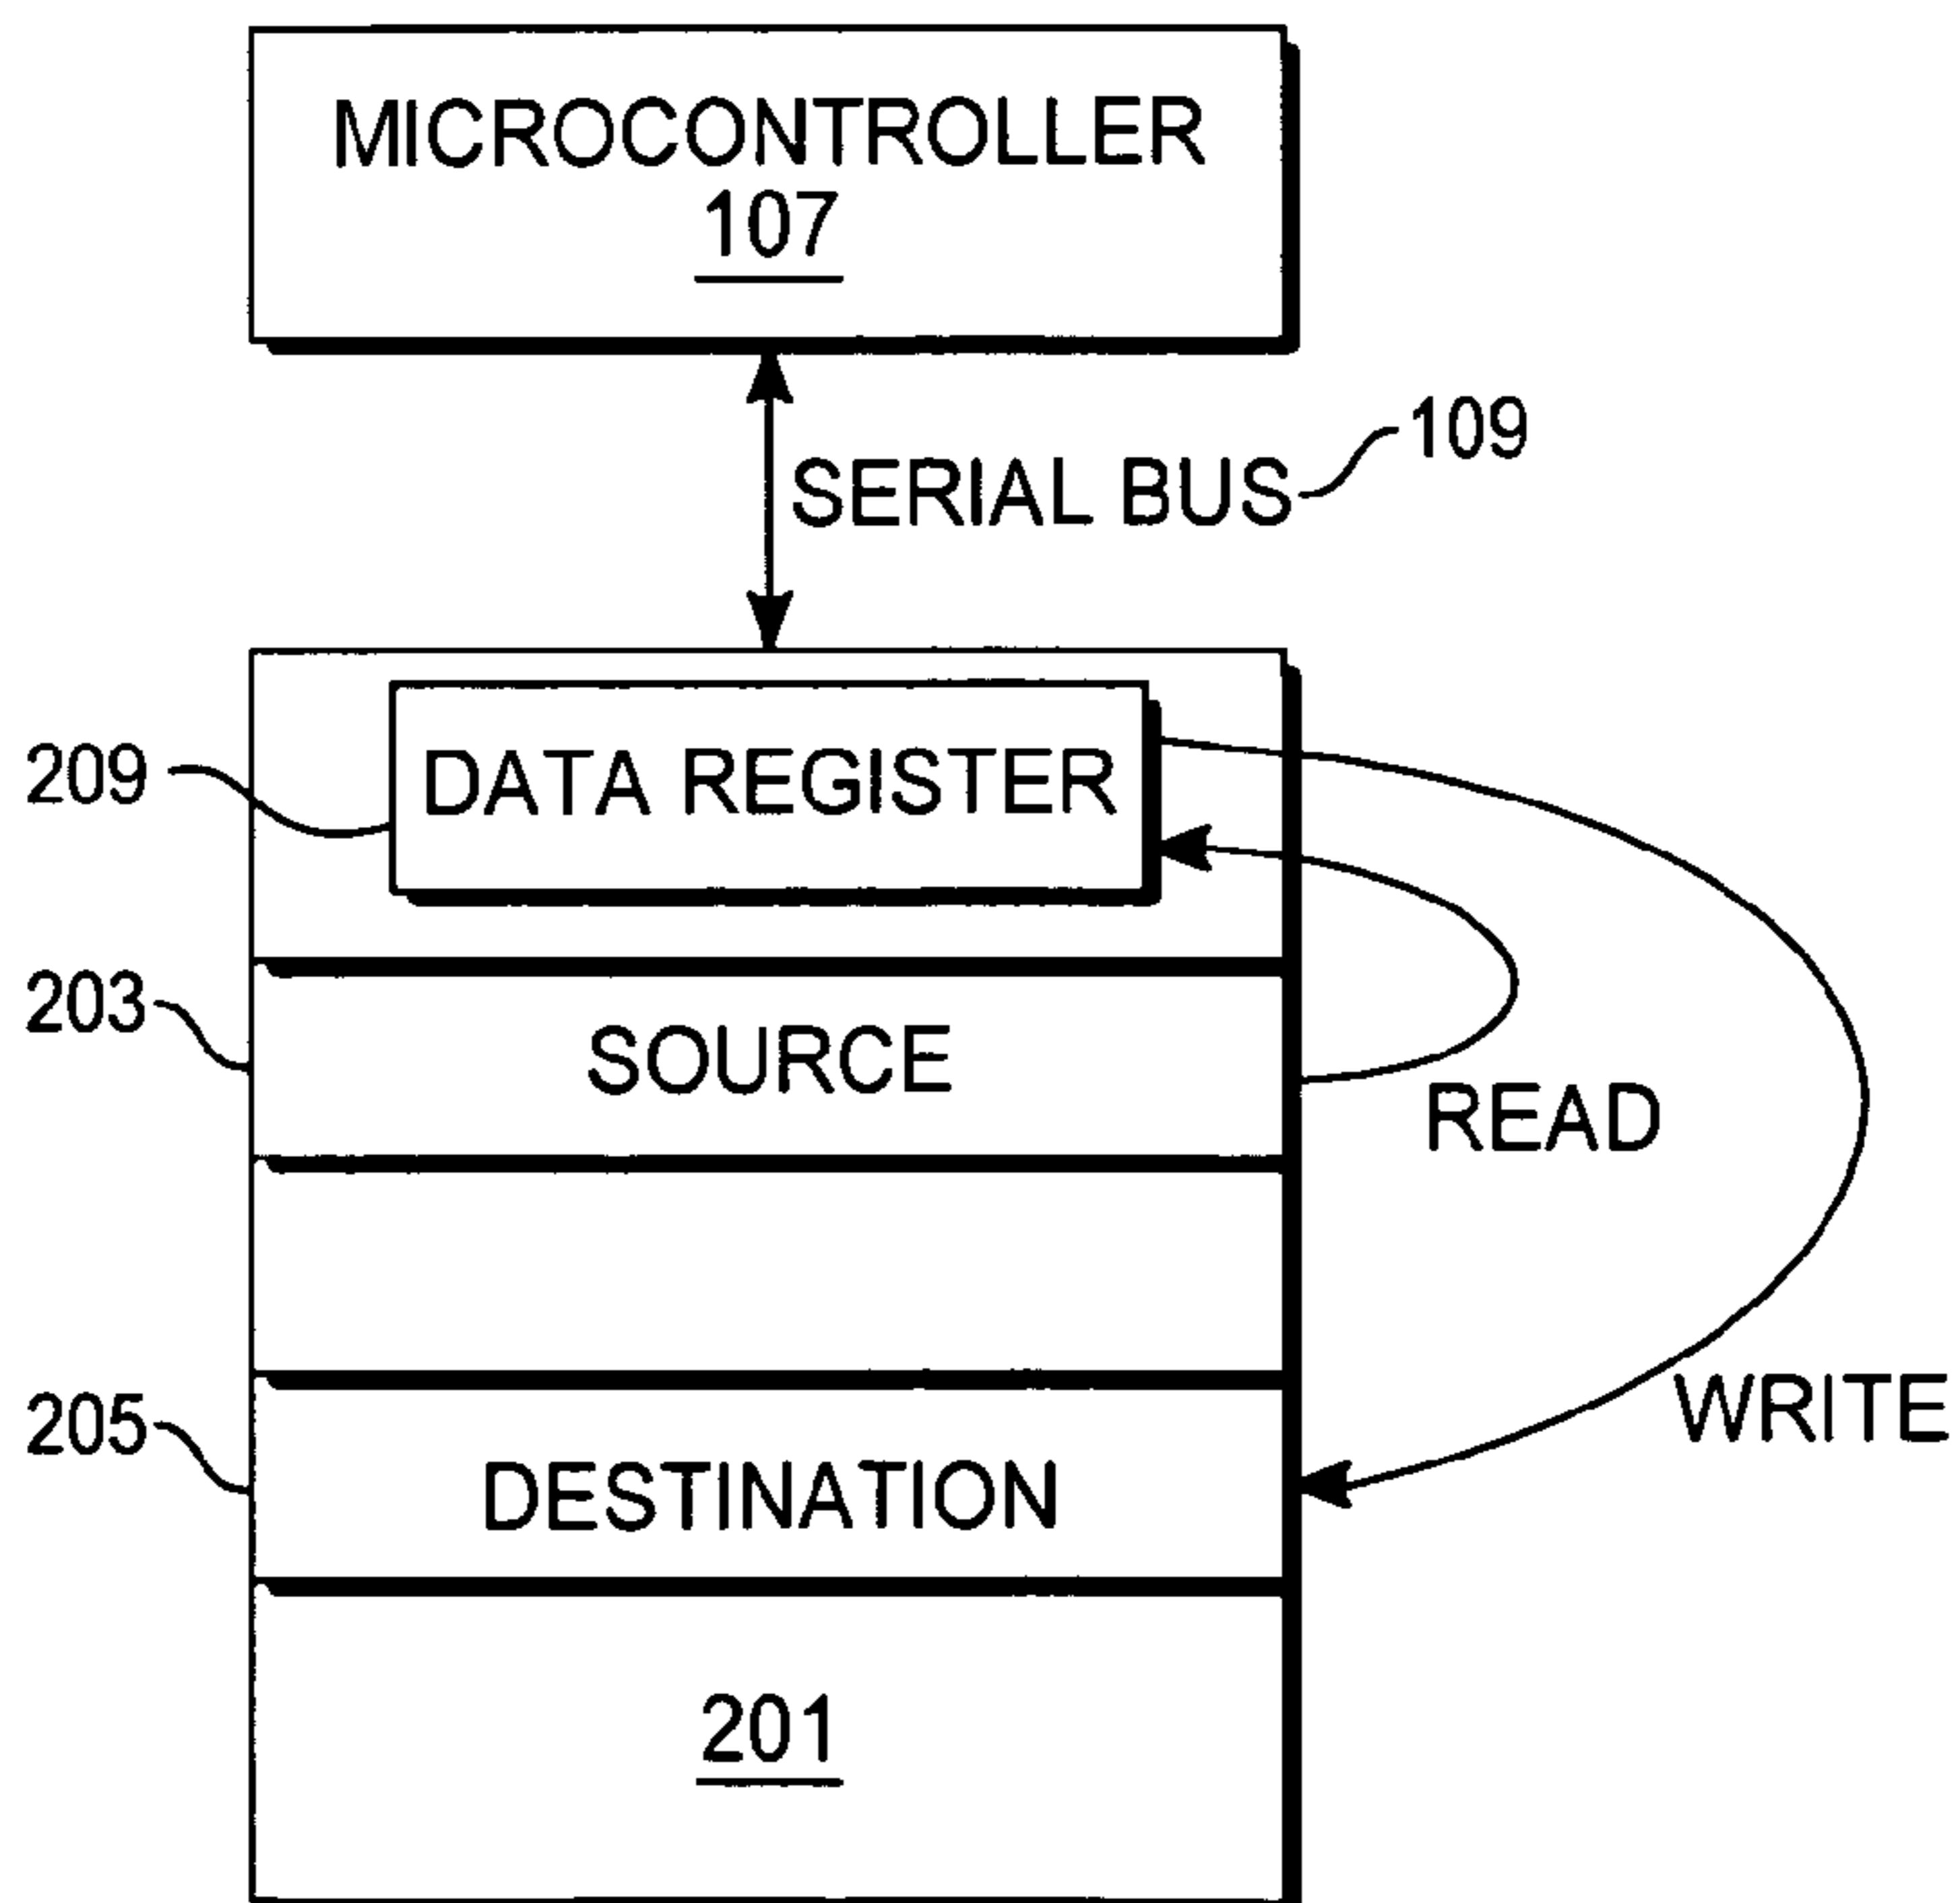 MICROCONTROLLER
107
SERIAL BUS
109
209
DATA REGISTER
203
SOURCE
READ
205
DESTINATION
WRITE
201